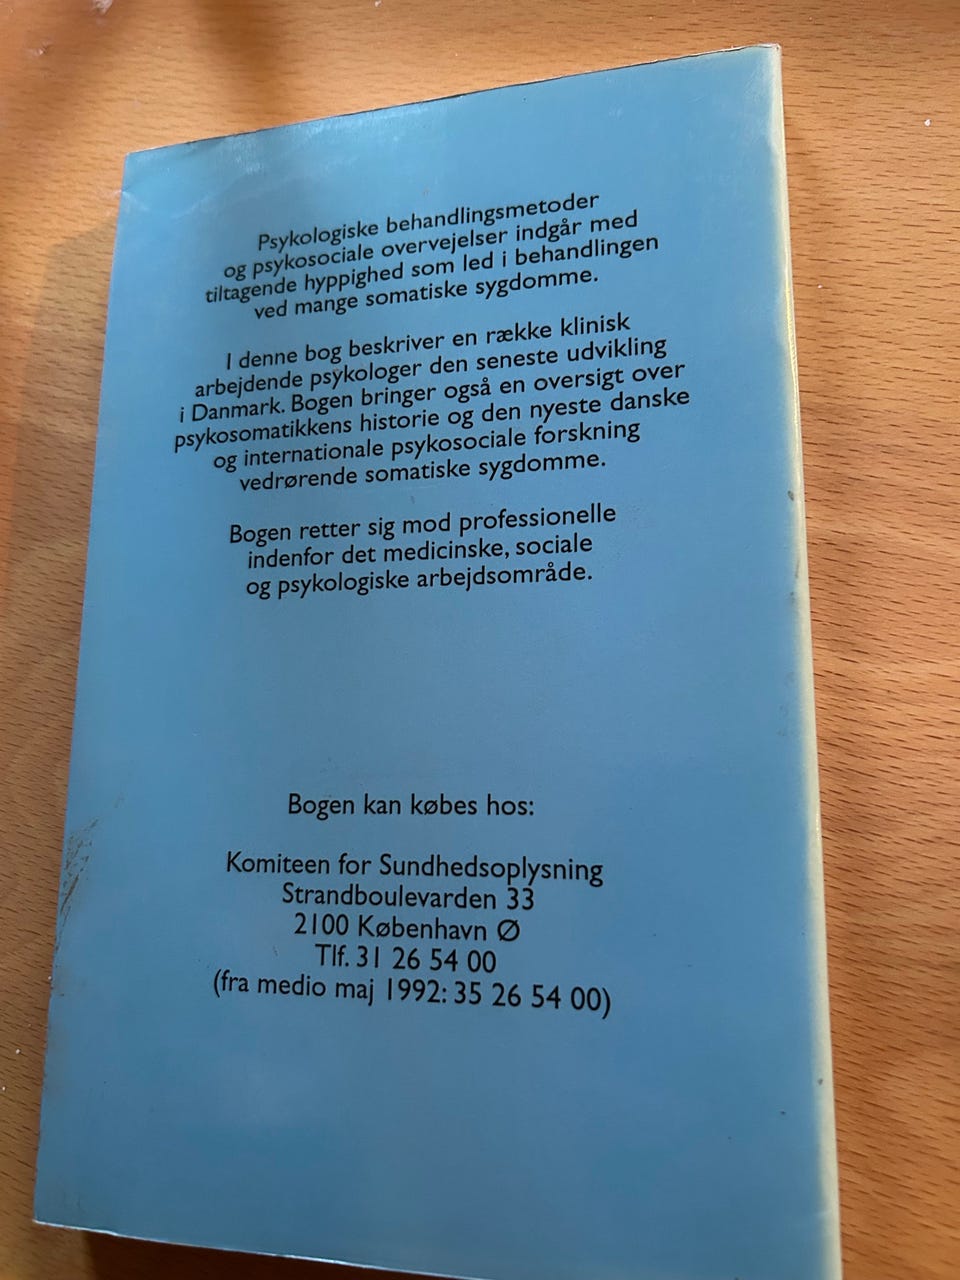 Psykologiske behandlingsmetoder
og psykosociale overvejelser indgår med
tiltagende hyppighed som led i behandlingen
ved mange somatiske sygdomme.
I denne bog beskriver en række klinisk
arbejdende psykologer den seneste udvikling
i Danmark. Bogen bringer også en oversigt over
psykosomatikkens historie og den nyeste danske
og internationale psykosociale forskning
vedrørende somatiske sygdomme.
Bogen retter sig mod professionelle
indenfor det medicinske, sociale
og psykologiske arbejdsområde.
Bogen kan købes hos:
Komiteen for Sundhedsoplysning
Strandboulevarden 33
2100 København Ø
Tlf. 31 26 54 00
(fra medio maj 1992: 35 26 54 00)